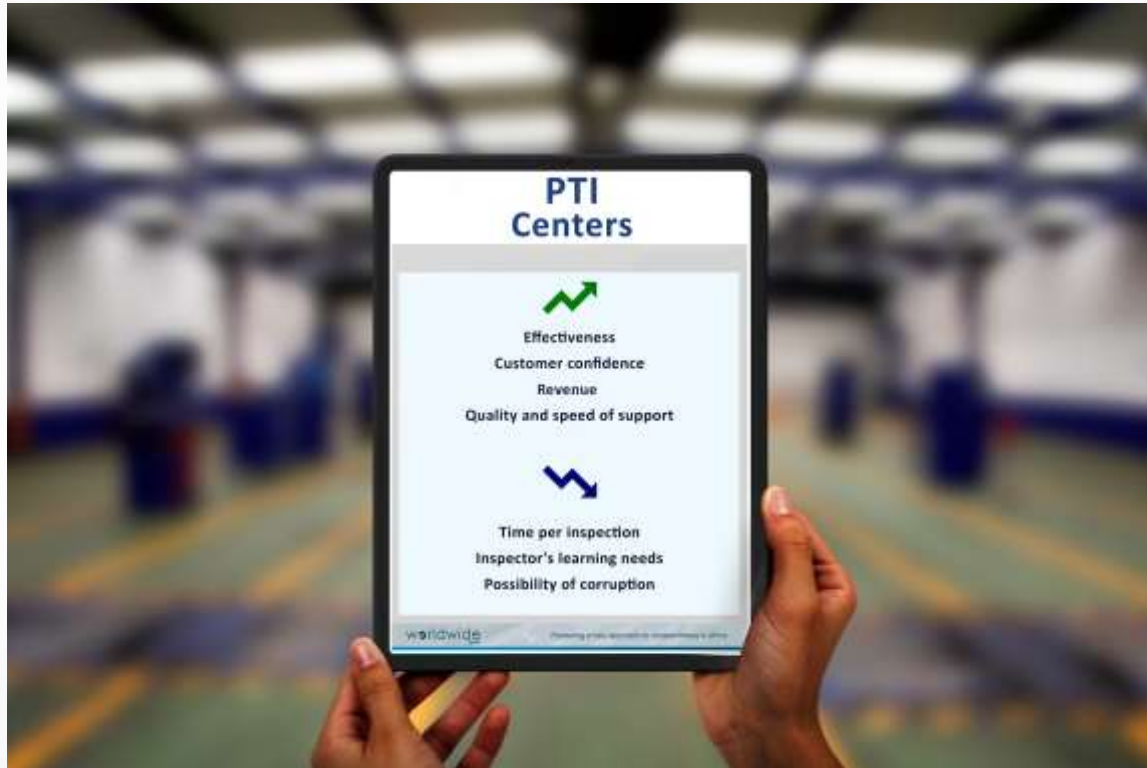 PTI
Centers
Effectiveness
Customer confidence
Revenue
Quality and speed of support
Time per inspection
Inspector's learning needs
Possibility of corruption
worldwide